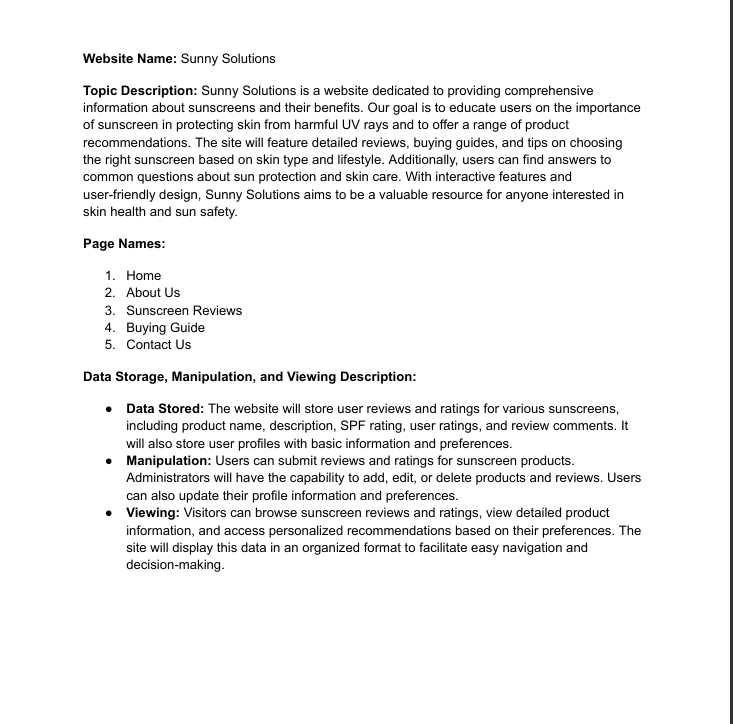 Website Name: Sunny Solutions
Topic Description: Sunny Solutions is a website dedicated to providing comprehensive
information about sunscreens and their benefits. Our goal is to educate users on the importance
of sunscreen in protecting skin from harmful UV rays and to offer a range of product
recommendations. The site will feature detailed reviews, buying guides, and tips on choosing
the right sunscreen based on skin type and lifestyle. Additionally, users can find answers to
common questions about sun protection and skin care. With interactive features and
user-friendly design, Sunny Solutions aims to be a valuable resource for anyone interested in
skin health and sun safety.
Page Names:
1. Home
2. About Us
3. Sunscreen Reviews
4. Buying Guide
5. Contact Us
Data Storage, Manipulation, and Viewing Description:
● Data Stored: The website will store user reviews and ratings for various sunscreens,
including product name, description, SPF rating, user ratings, and review comments. It
will also store user profiles with basic information and preferences.
● Manipulation: Users can submit reviews and ratings for sunscreen products.
Administrators will have the capability to add, edit, or delete products and reviews. Users
can also update their profile information and preferences.
● Viewing: Visitors can browse sunscreen reviews and ratings, view detailed product
information, and access personalized recommendations based on their preferences. The
site will display this data in an organized format to facilitate easy navigation and
decision-making.